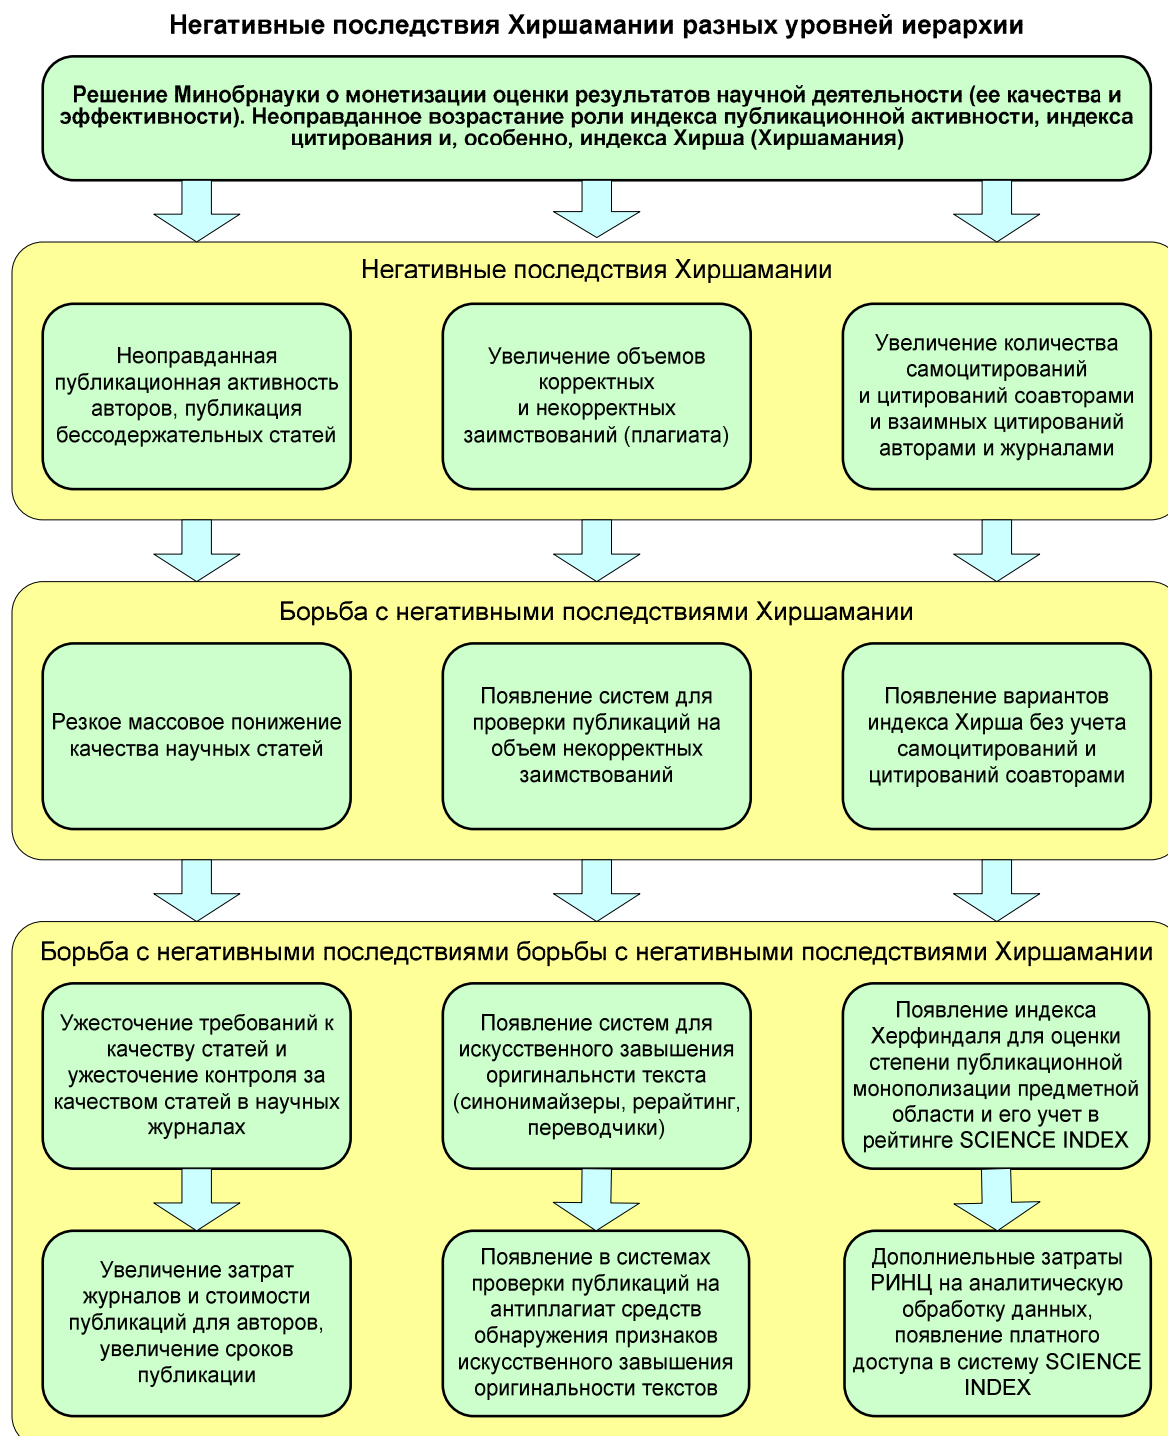 Негативные последствия Хиршамании разных уровней иерархии
Решение Минобрнауки о монетизации оценки результатов научной деятельности (ее качества и
эффективности). Неоправданное возрастание роли индекса публикационной активности, индекса
цитирования и, особенно, индекса Хирша (Хиршамания)
Негативные последствия Хиршамании
Неоправданная
публикационная активность
авторов, публикация
бессодержательных статей
Увеличение объемов
корректных
и некорректных
заимствований (плагиата)
Увеличение количества
самоцитирований
и цитирований соавторами
и взаимных цитирований
авторами и журналами
Борьба с негативными последствиями Хиршамании
Резкое массовое понижение
качества научных статей
Появление систем для
проверки публикаций на
объем некорректных
заимствований
Появление вариантов
индекса Хирша без учета
самоцитирований и
цитирований соавторами
Борьба с негативными последствиями борьбы с негативными последствиями Хиршамании
Ужесточение требований к
качеству статей и
ужесточение контроля за
качеством статей в научных
журналах
Появление систем для
искусственного завышения
оригинальнсти текста
(синонимайзеры, рерайтинг,
переводчики)
Появление индекса
Херфиндаля для оценки
степени публикационной
монополизации предметной
области и его учет в
рейтинге SCIENCE INDEX
Увеличение затрат
журналов и стоимости
публикаций для авторов,
увеличение сроков
публикации
Появление в системах
проверки публикаций на
антиплагиат средств
обнаружения признаков
искусственного завышения
оригинальности текстов
Дополниельные затраты
РИНЦ на аналитическую
обработку данных,
появление платного
доступа в систему SCIENCE
INDEX